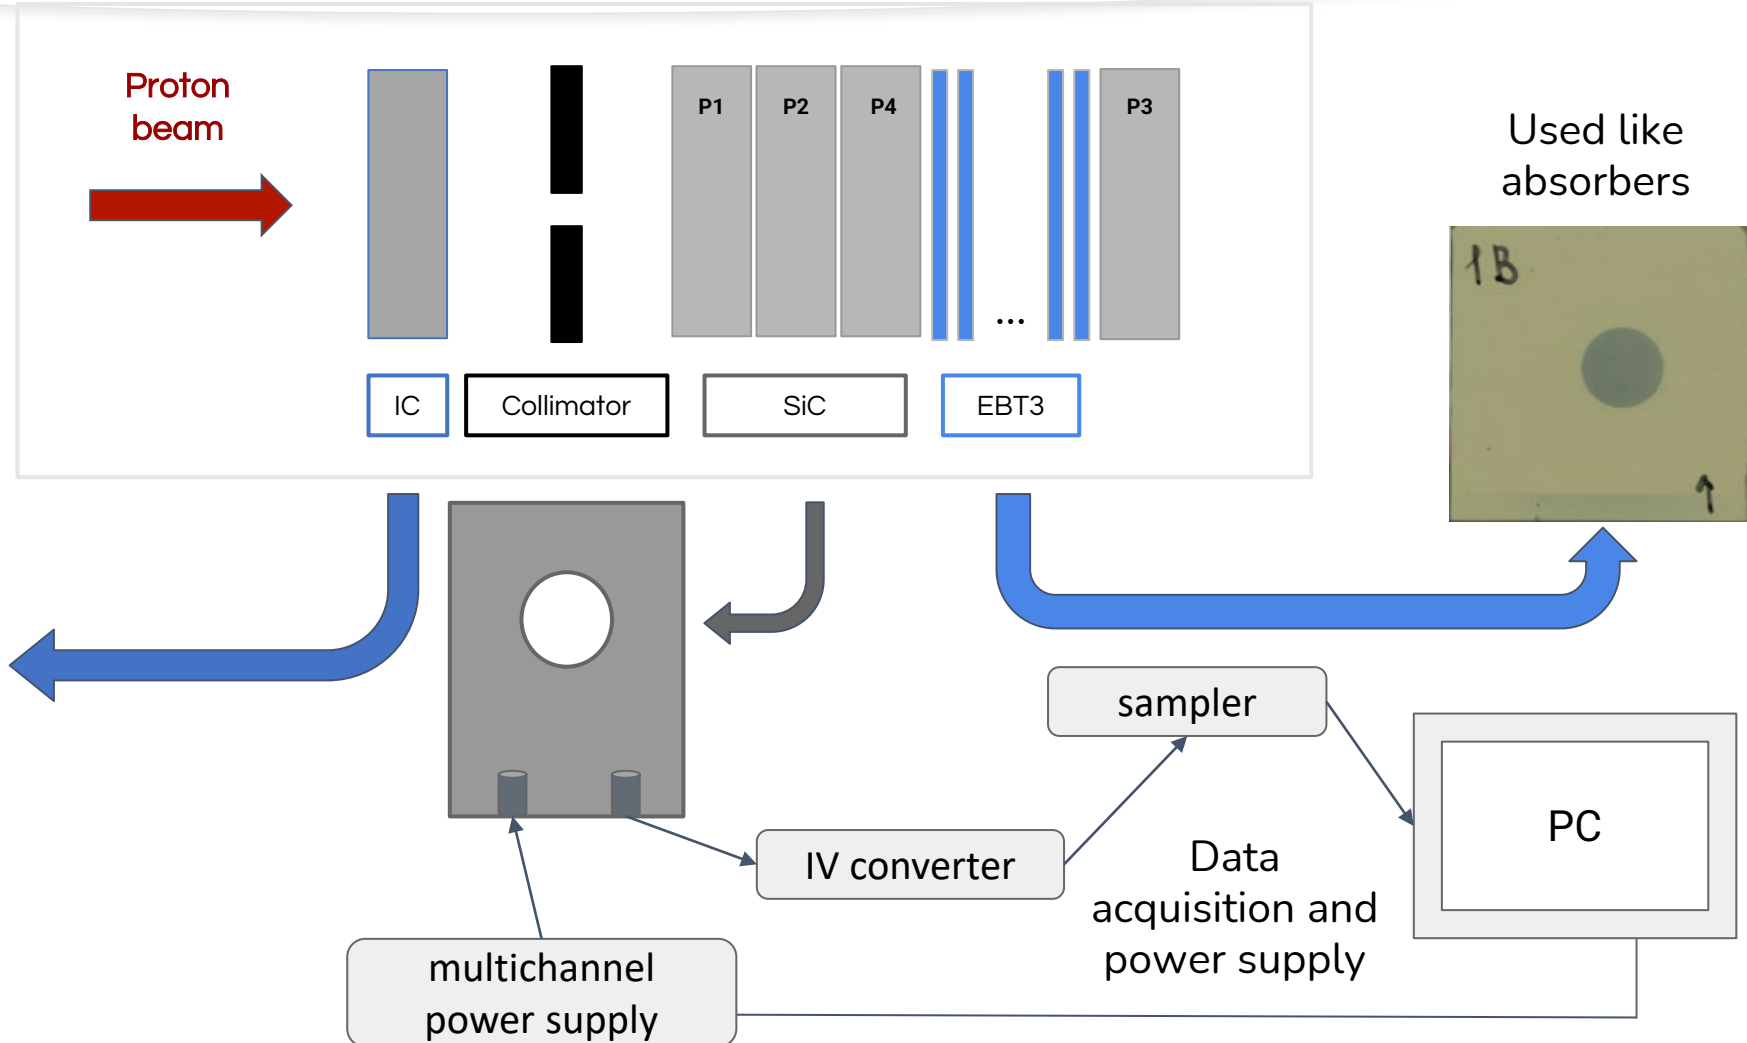 Proton
beam
P1
P2
P4
...
P3
IC
Collimator
SiC
EBT3
Used like
absorbers
1B
sampler
IV converter
PC
Data
acquisition and
power supply
multichannel
power supply